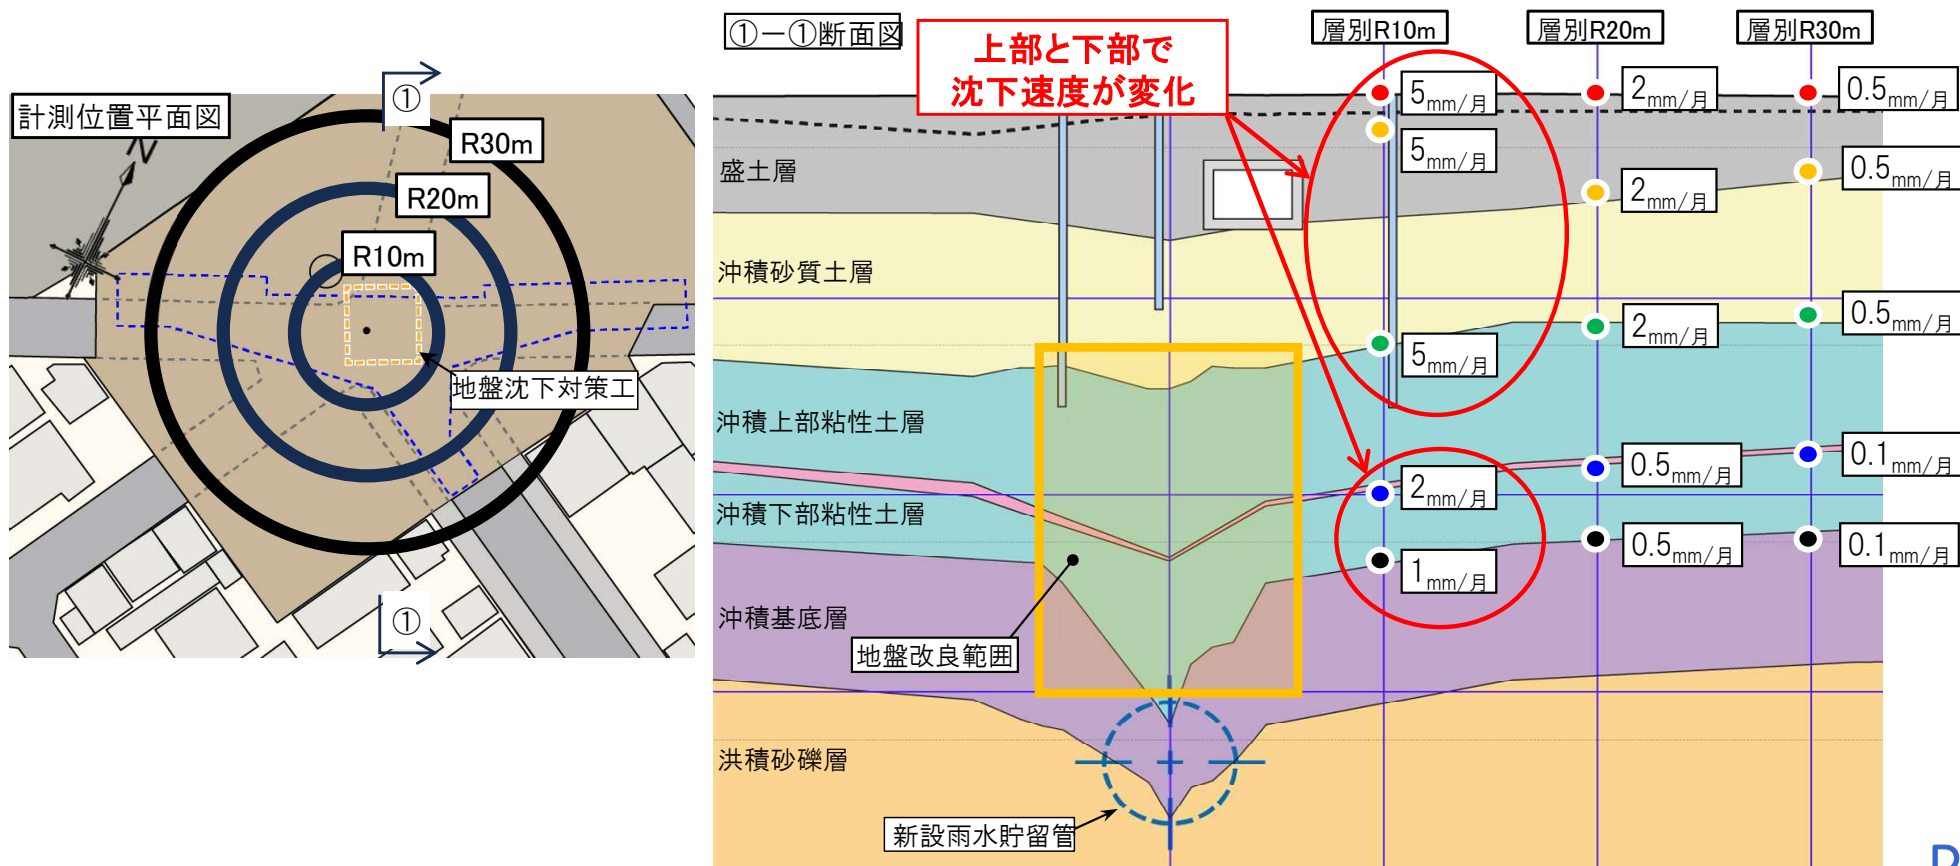 計測位置平面図
①
R30m
R20m
R10m
N
地盤沈下対策工
①
①－①断面図
上部と下部で
沈下速度が変化
層別R10m
層別R20m
層別R30m
5mm/月
2mm/月
0.5mm/月
5mm/月
2mm/月
0.5mm/月
盛土層
沖積砂質土層
5mm/月
2mm/月
0.5mm/月
沖積上部粘性土層
2mm/月
0.5mm/月
0.1mm/月
沖積下部粘性土層
1mm/月
0.5mm/月
0.1mm/月
沖積基底層
地盤改良範囲
洪積砂礫層
新設雨水貯留管